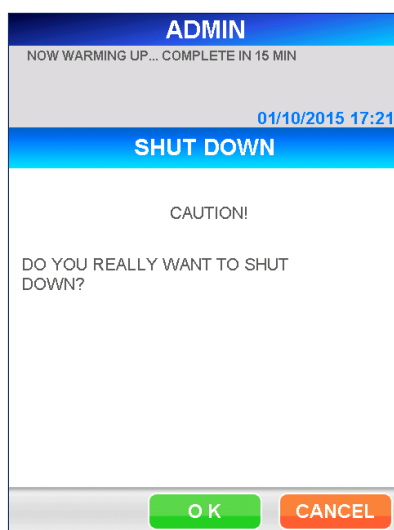 ADMIN
NOW WARMING UP... COMPLETE IN 15 MIN
01/10/2015 17:21
SHUT DOWN
CAUTION!
DO YOU REALLY WANT TO SHUT
DOWN?
O K
CANCEL